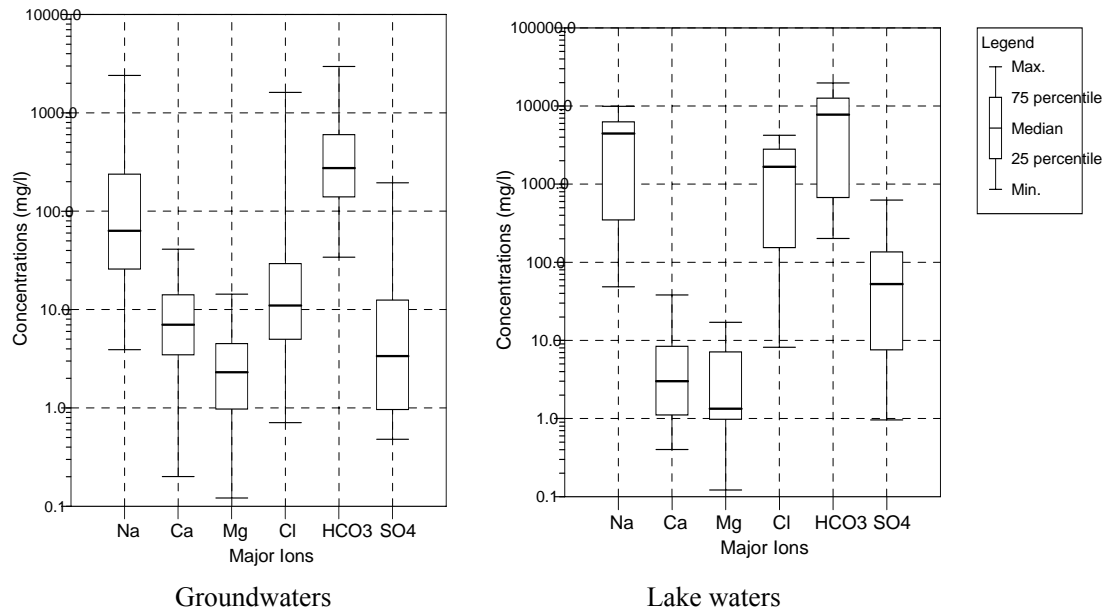 10000.0
1000.0
100.0
10.0
1.0
0.1
Concentrations (mg/l)
Na Ca Mg Cl HCO3 SO4
Major Ions
Groundwaters
100000.0
10000.0
1000.0
100.0
10.0
1.0
0.1
Concentrations (mg/l)
Na Ca Mg Cl HCO3 SO4
Major Ions
Lake waters
Legend
Max.
75 percentile
Median
25 percentile
Min.